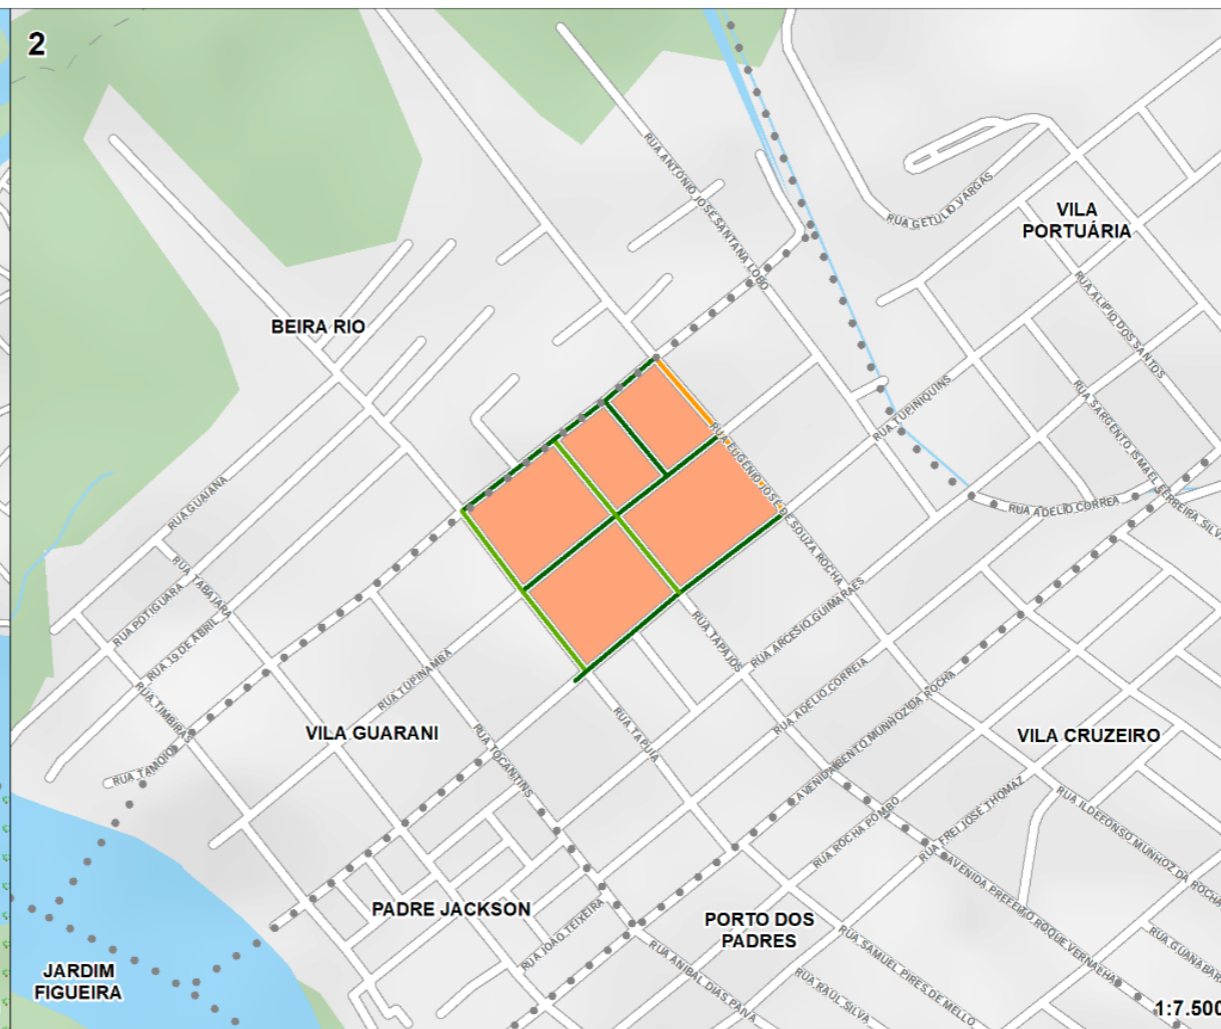 2
RUA ANTONIO JOSÉ SANTANA LOBO
RUA GETULIO VARGAS
VILA
PORTUÁRIA
RUA ALIPIO DOS SANTOS
BEIRA RIO
RUA TUPINIQUINS
RUA SARGENTO ISMAEL FERREIRA SILVA
RUA EUGENIO JOSÉ DE SOUZA ROCHA
RUA GUAIANA
RUA ADELIO CORREA
RUA TABAJARA
RUA POTIGUARA
RUA 19 DE ABRIL
RUA ARCESIO GUIMARAES
RUA TAPAJOS
RUA TUPINAMBA
RUA TIMBIRAS
RUA ADELIO CORREIA
AVENIDA BENTO MUNHOZ DA ROCHA
VILA GUARANI
RUA TAPUIA
VILA CRUZEIRO
RUA TAMOIO
RUA TOCANTINS
RUA FREI JOSE THOMAZ
RUA ILDEFONSO MUNHOZ DA ROCHA
RUA ROCHA POMBO
AVENIDA PREFEITO ROQUE VERNALHA
PADRE JACKSON
PORTO DOS
PADRES
RUA JOAO TEIXEIRA
RUA GUANABAR
RUA SAMUEL PIRES DE MELLO
RUA ANIBAL DIAS PAIVA
RUA RAUL SILVA
JARDIM
FIGUEIRA
1:7.500